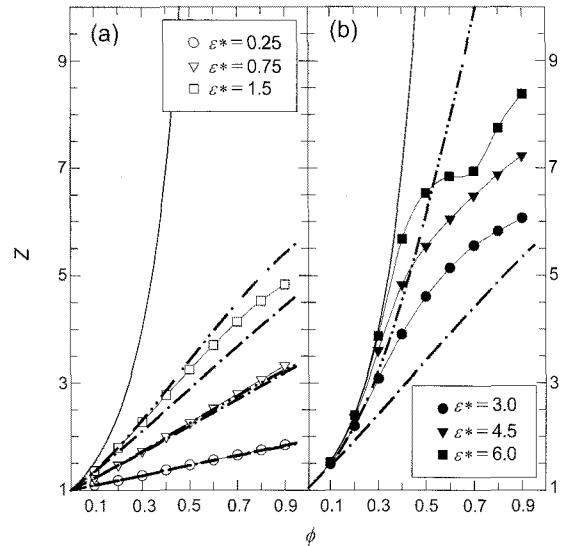 (a)
ε* = 0.25
ε* = 0.75
ε* = 1.5
(b)
9
7
5
3
1
Z
9
7
5
3
1
ε* = 3.0
ε* = 4.5
ε* = 6.0
0.1 0.3 0.5 0.7 0.9
0.1 0.3 0.5 0.7 0.9
ϕ